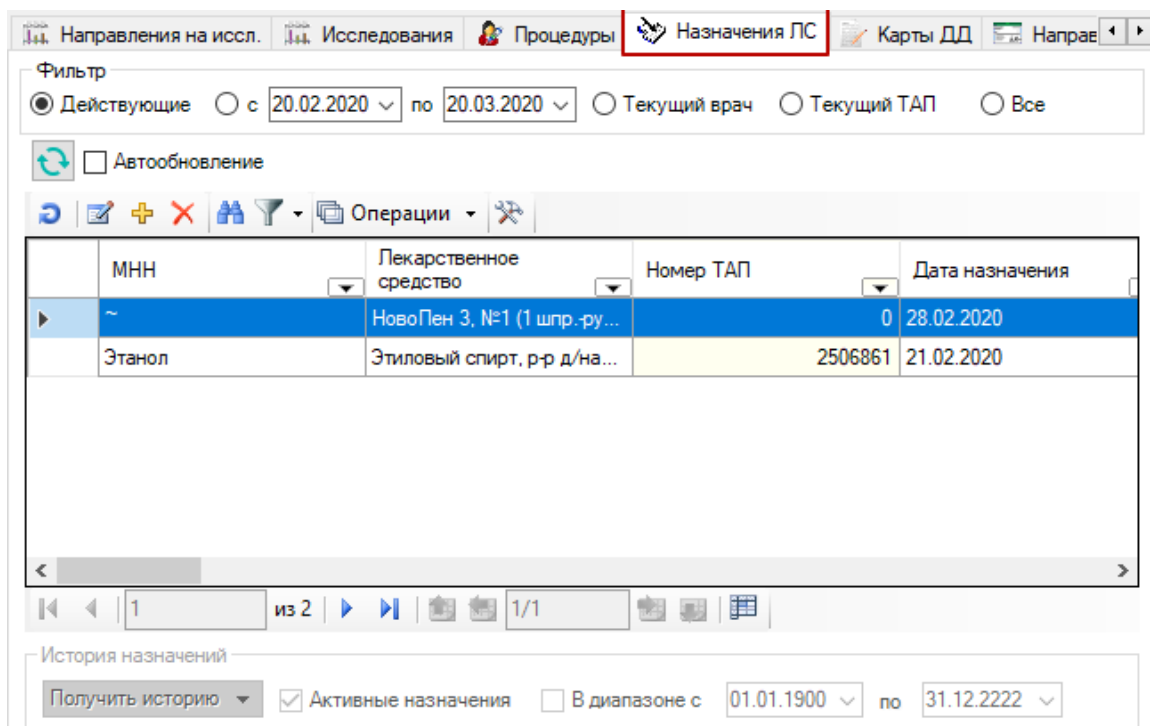 Направления на иссл. Исследования Процедуры Назначения ЛС Карты ДД Направ
Фильтр
Действующие с 20.02.2020 по 20.03.2020 Текущий врач Текущий ТАП Все
Автообновление
Операции
МНН Лекарственное средство Номер ТАП Дата назначения
~ НовоПен 3, №1 (1 шпр.-ру... 0 28.02.2020
Этанол Этиловый спирт, р-р д/на... 2506861 21.02.2020
1 из 2 1/1
История назначений
Получить историю Активные назначения В диапазоне с 01.01.1900 по 31.12.2222